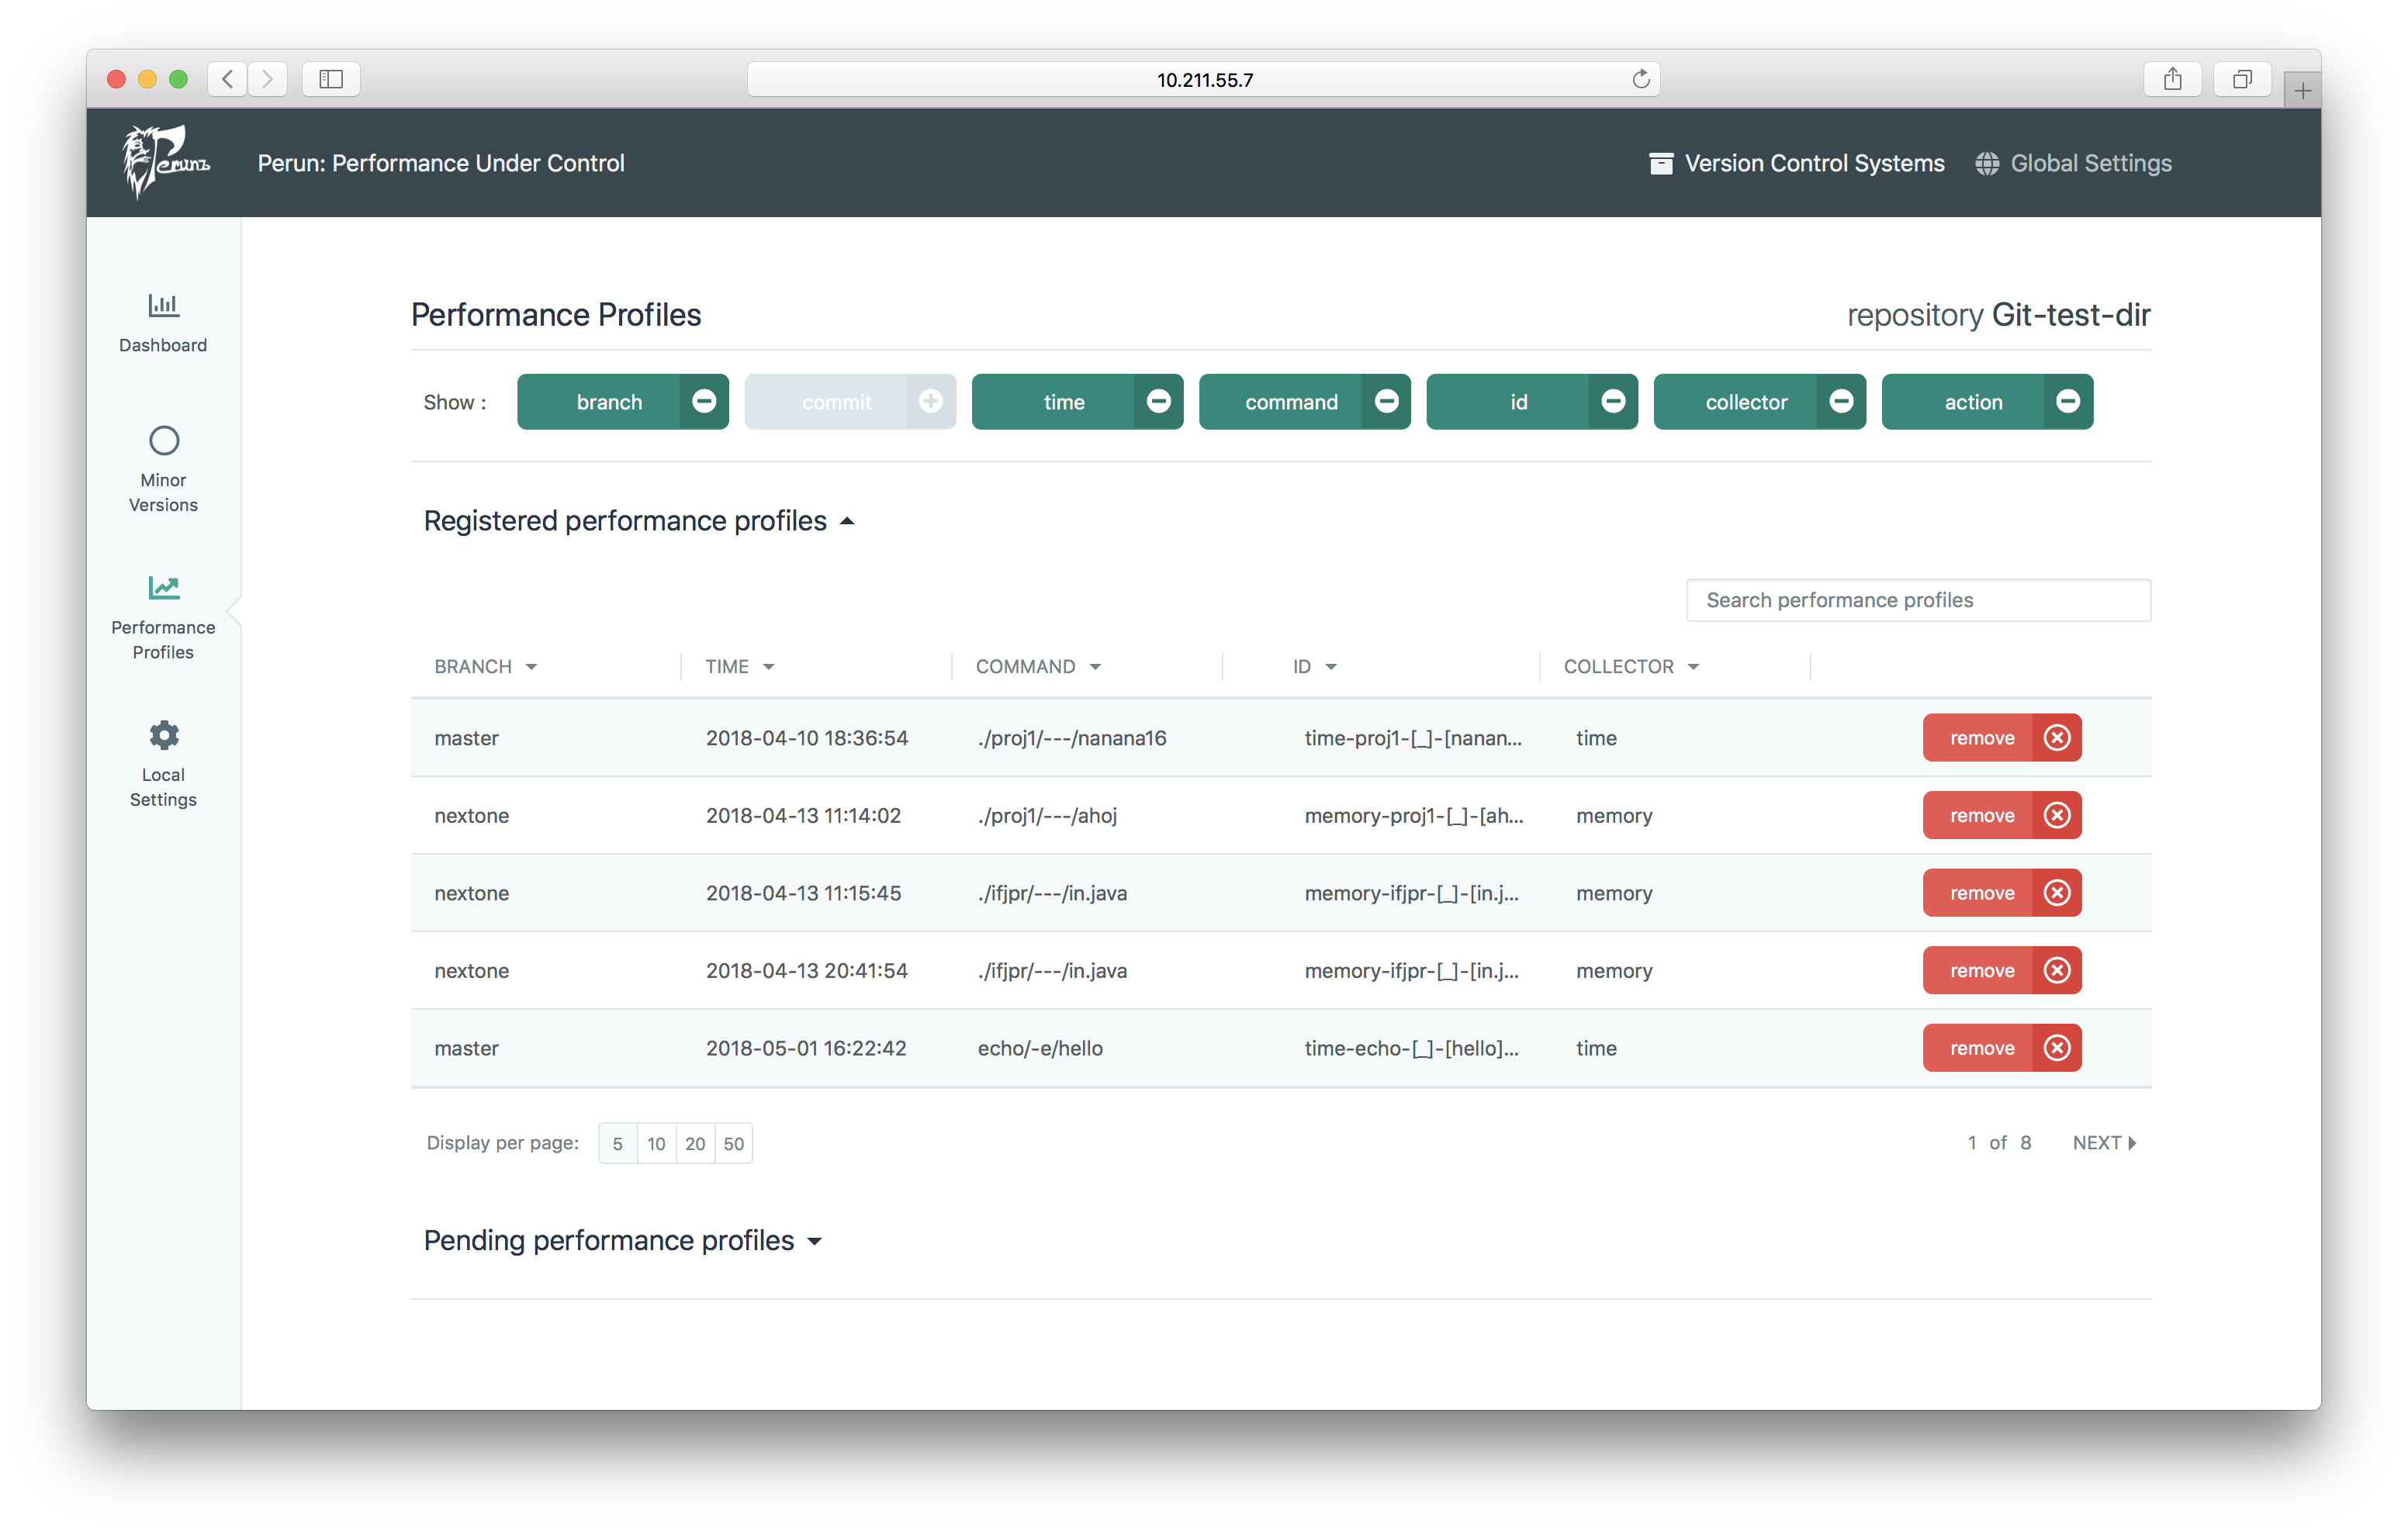 10.211.55.7
Perun
Perun: Performance Under Control
Version Control Systems
Global Settings
Dashboard
Minor
Versions
Performance
Profiles
Local
Settings
Performance Profiles
repository Git-test-dir
Show :
branch
commit
time
command
id
collector
action
Registered performance profiles
Search performance profiles
BRANCH TIME COMMAND ID COLLECTOR
master 2018-04-10 18:36:54 ./proj1/---/nanana16 time-proj1-[_]-[nanan... time remove
nextone 2018-04-13 11:14:02 ./proj1/---/ahoj memory-proj1-[_]-[ah... memory remove
nextone 2018-04-13 11:15:45 ./ifjpr/---/in.java memory-ifjpr-[_]-[in.j... memory remove
nextone 2018-04-13 20:41:54 ./ifjpr/---/in.java memory-ifjpr-[_]-[in.j... memory remove
master 2018-05-01 16:22:42 echo/-e/hello time-echo-[_]-[hello]... time remove
Display per page: 5 10 20 50
1 of 8 NEXT
Pending performance profiles